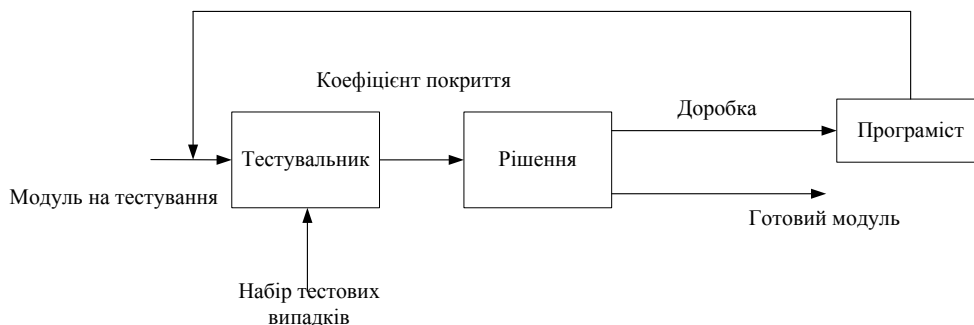 Коефіцієнт покриття
Доробка
Програміст
Тестувальник
Рішення
Модуль на тестування
Готовий модуль
Набір тестових
випадків